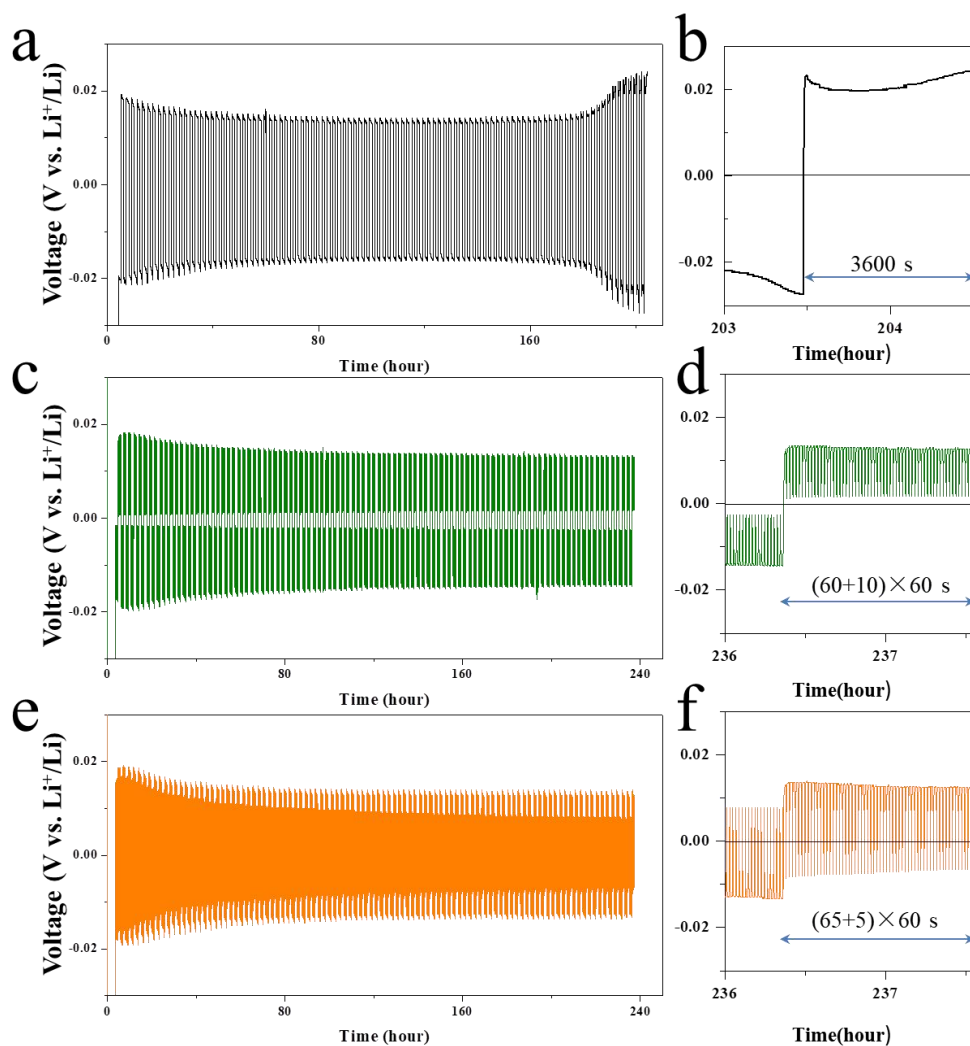 a
Voltage (V vs. Li⁺/Li)
0.02
0.00
-0.02
0
80
160
Time (hour)
b
0.02
0.00
-0.02
3600 s
203
204
Time(hour)
c
Voltage (V vs. Li⁺/Li)
0.02
0.00
-0.02
0
80
160
240
Time (hour)
d
0.02
0.00
-0.02
(60+10)×60 s
236
237
Time(hour)
e
Voltage (V vs. Li⁺/Li)
0.02
0.00
-0.02
0
80
160
240
Time (hour)
f
0.02
0.00
-0.02
(65+5)×60 s
236
237
Time(hour)